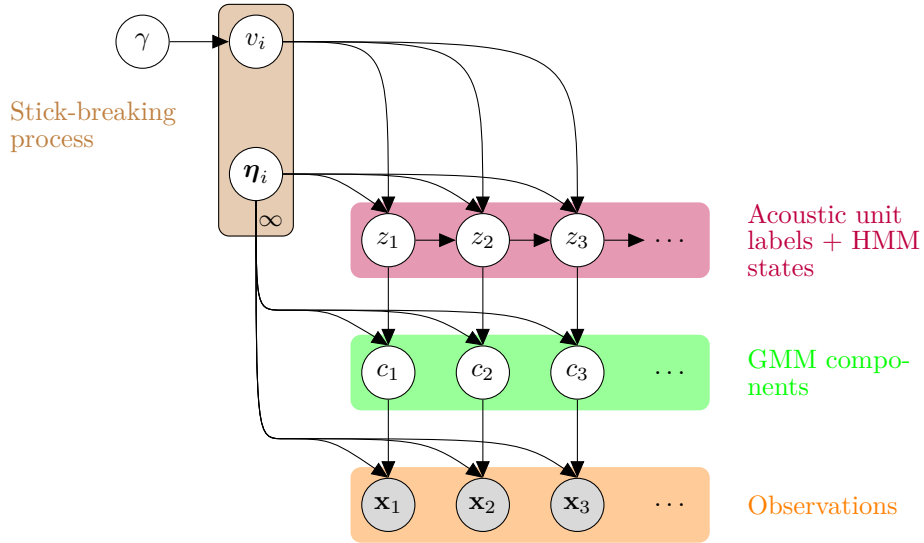 γ
v_i
Stick-breaking
process
η_i
∞
z_1 z_2 z_3 ⋯
Acoustic unit
labels + HMM
states
c_1 c_2 c_3 ⋯
GMM compo-
nents
x_1 x_2 x_3 ⋯
Observations